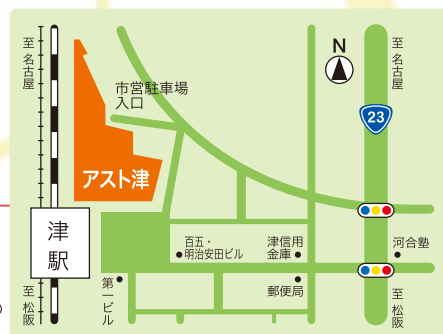 至 名古屋
市営駐車場
入口
N
至 名古屋
23
アスト津
津駅
百五・
明治安田ビル
津信用
金庫
河合塾
至 松阪
第一ビル
郵便局
至 松阪
)